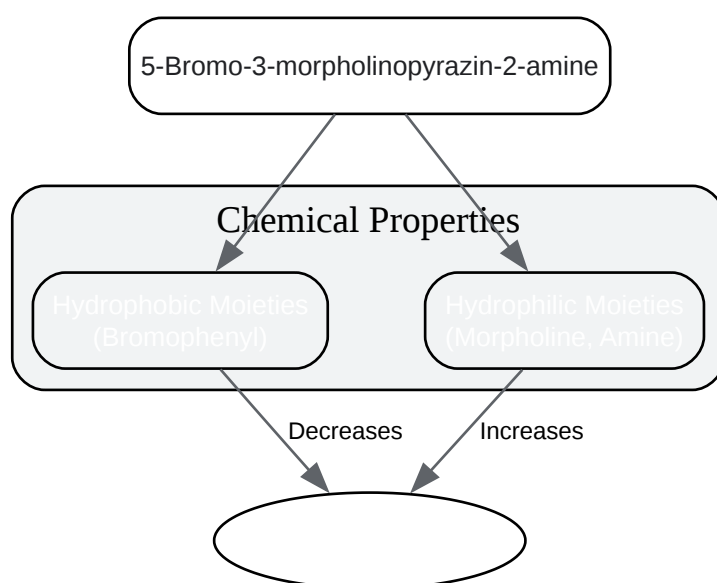 5-Bromo-3-morpholinopyrazin-2-amine
Chemical Properties
Hydrophobic Moieties
(Bromophenyl)
Hydrophilic Moieties
(Morpholine, Amine)
Decreases
Increases